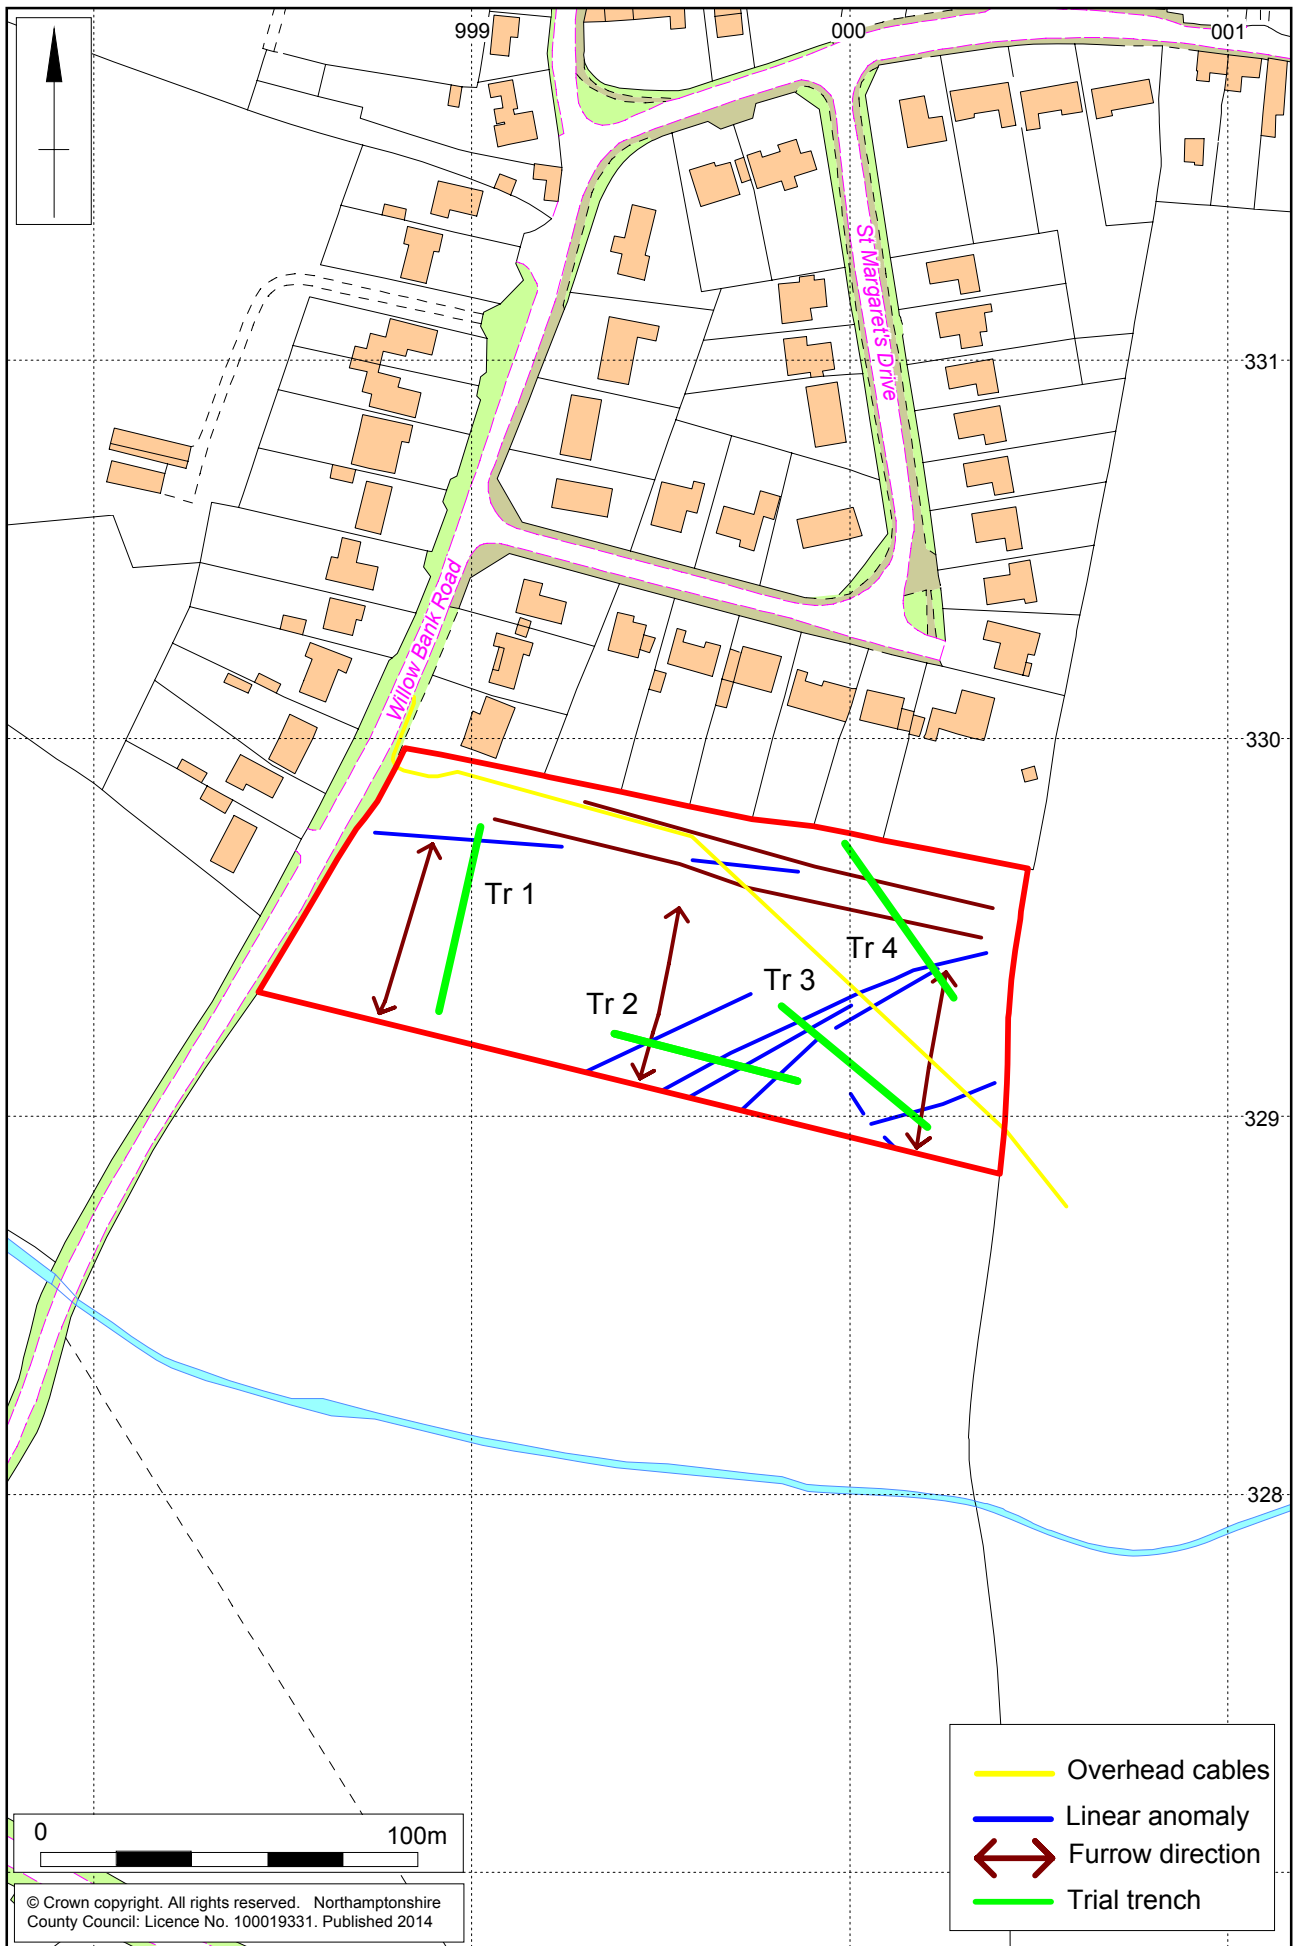 999
000
001
St Margaret's Drive
331
Willow Bank Road
330
Tr 1
Tr 4
Tr 3
Tr 2
329
328
Overhead cables
Linear anomaly
Furrow direction
Trial trench
0
100m
© Crown copyright. All rights reserved. Northamptonshire
County Council: Licence No. 100019331. Published 2014